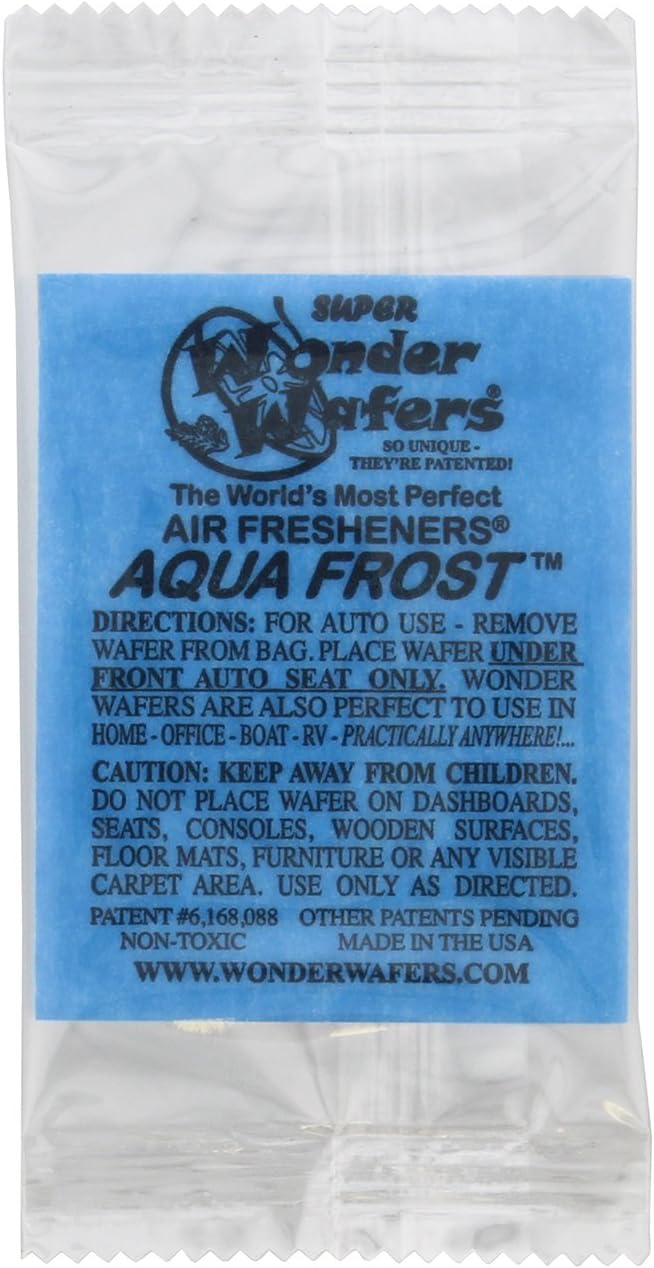 SUPER
Wonder
Wafers®
SO UNIQUE -
THEY'RE PATENTED!
The World's Most Perfect
AIR FRESHENERS®
AQUA FROST™
DIRECTIONS: FOR AUTO USE - REMOVE
WAFER FROM BAG. PLACE WAFER UNDER
FRONT AUTO SEAT ONLY. WONDER
WAFERS ARE ALSO PERFECT TO USE IN
HOME - OFFICE - BOAT - RV - PRACTICALLY ANYWHERE!...
CAUTION: KEEP AWAY FROM CHILDREN.
DO NOT PLACE WAFER ON DASHBOARDS,
SEATS, CONSOLES, WOODEN SURFACES,
FLOOR MATS, FURNITURE OR ANY VISIBLE
CARPET AREA. USE ONLY AS DIRECTED.
PATENT #6,168,088 OTHER PATENTS PENDING
NON-TOXIC MADE IN THE USA
WWW.WONDERWAFERS.COM